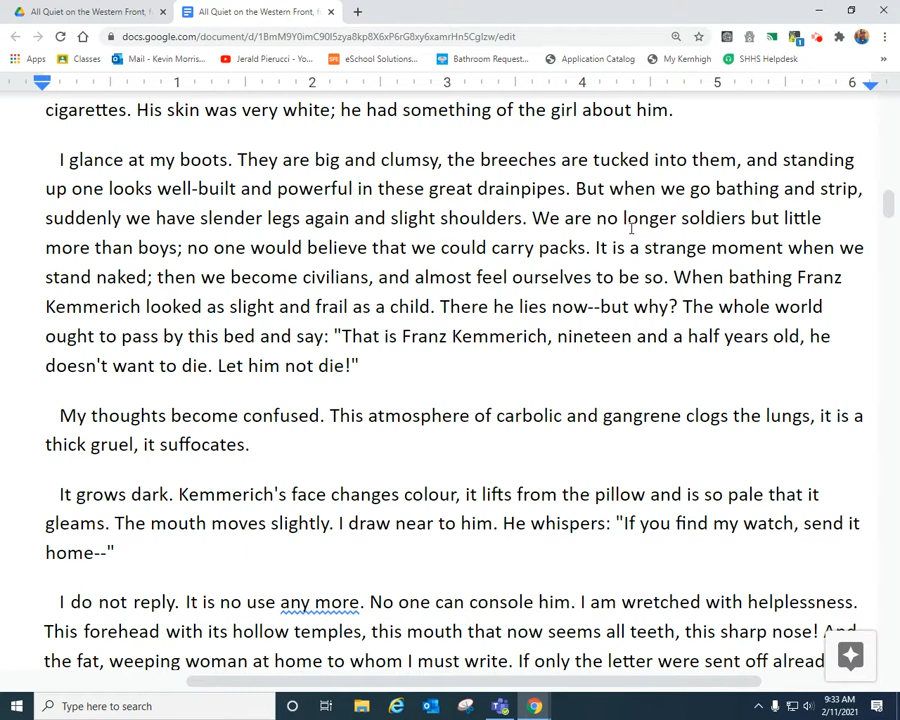 All Quiet on the Western Front, f
All Quiet on the Western Front, f
docs.google.com/document/d/
/edit
Apps
Classes
Mail - Kevin Morris...
Jerald Pierucci - Yo...
eSchool Solutions...
Bathroom Request...
Application Catalog
My Kernhigh
SHHS Helpdesk
»
1 2 3 4 5 6
cigarettes. His skin was very white; he had something of the girl about him.
I glance at my boots. They are big and clumsy, the breeches are tucked into them, and standing
up one looks well-built and powerful in these great drainpipes. But when we go bathing and strip,
suddenly we have slender legs again and slight shoulders. We are no longer soldiers but little
more than boys; no one would believe that we could carry packs. It is a strange moment when we
stand naked; then we become civilians, and almost feel ourselves to be so. When bathing Franz
Kemmerich looked as slight and frail as a child. There he lies now--but why? The whole world
ought to pass by this bed and say: "That is Franz Kemmerich, nineteen and a half years old, he
doesn't want to die. Let him not die!"
My thoughts become confused. This atmosphere of carbolic and gangrene clogs the lungs, it is a
thick gruel, it suffocates.
It grows dark. Kemmerich's face changes colour, it lifts from the pillow and is so pale that it
gleams. The mouth moves slightly. I draw near to him. He whispers: "If you find my watch, send it
home--"
I do not reply. It is no use any more. No one can console him. I am wretched with helplessness.
This forehead with its hollow temples, this mouth that now seems all teeth, this sharp nose! And
the fat, weeping woman at home to whom I must write. If only the letter were sent off alread
Type here to search
9:33 AM
2/11/2021